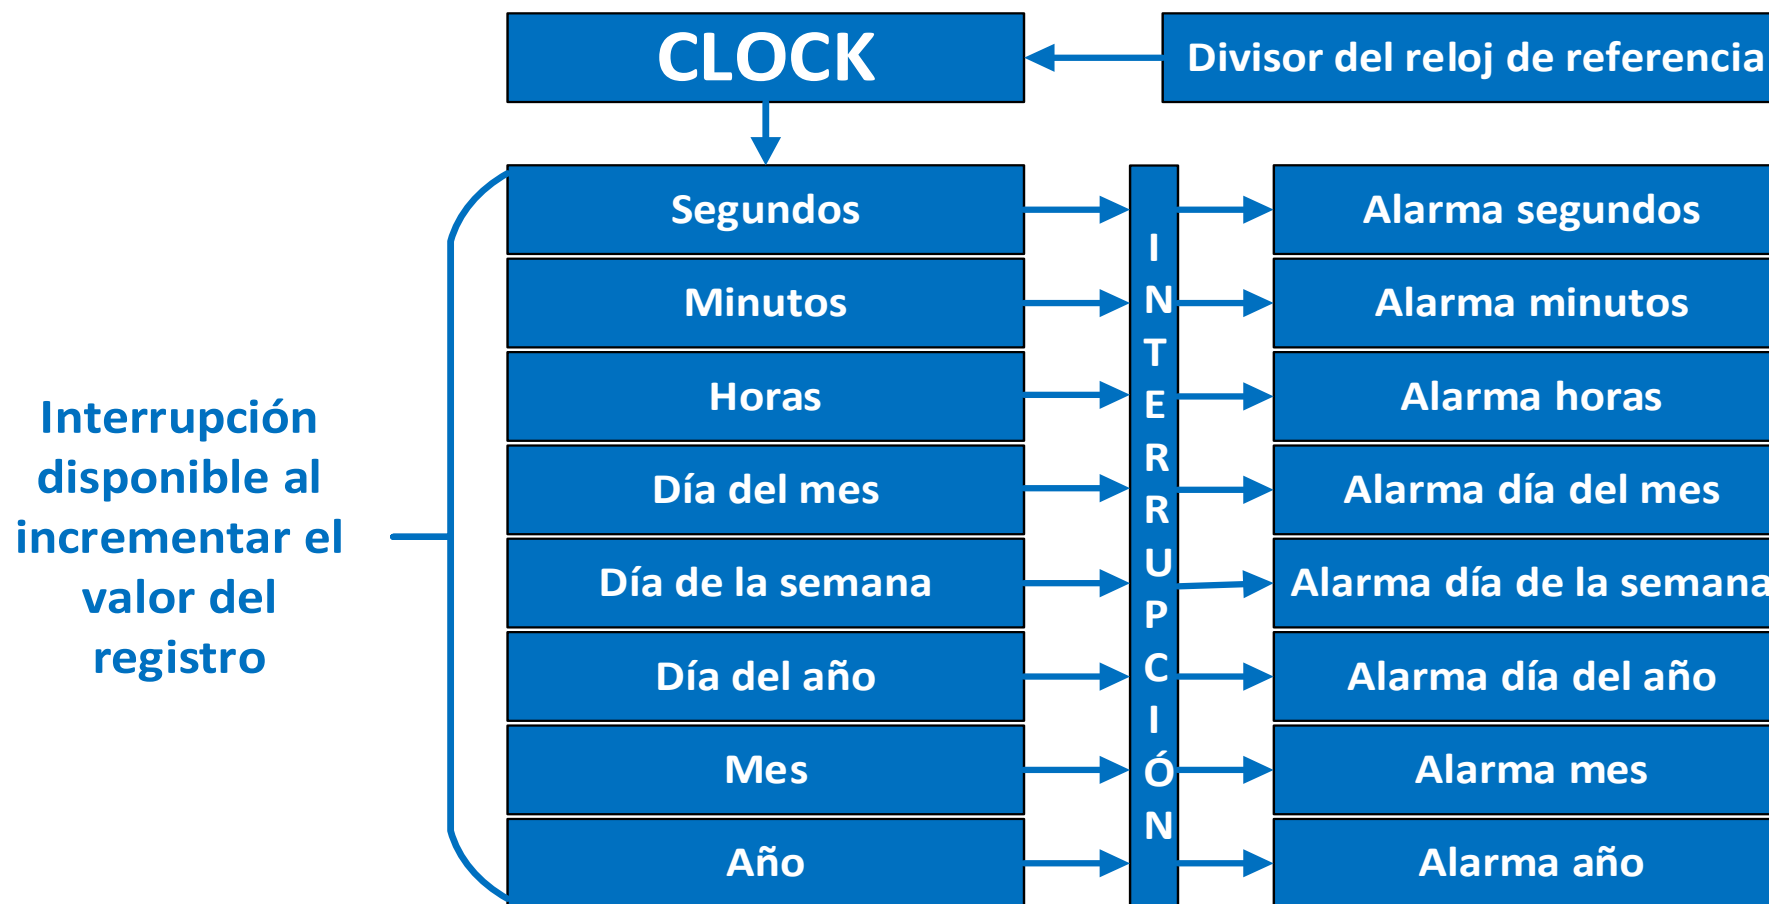 CLOCK
Divisor del reloj de referencia
Interrupción
disponible al
incrementar el
valor del
registro
Segundos
Minutos
Horas
Día del mes
Día de la semana
Día del año
Mes
Año
INTERRUPCIÓN
Alarma segundos
Alarma minutos
Alarma horas
Alarma día del mes
Alarma día de la semana
Alarma día del año
Alarma mes
Alarma año